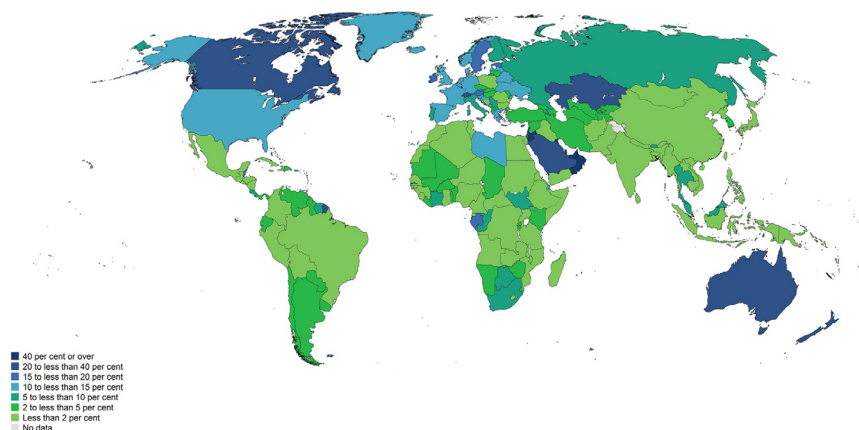 40 per cent or over
20 to less than 40 per cent
15 to less than 20 per cent
10 to less than 15 per cent
5 to less than 10 per cent
2 to less than 5 per cent
Less than 2 per cent
No data